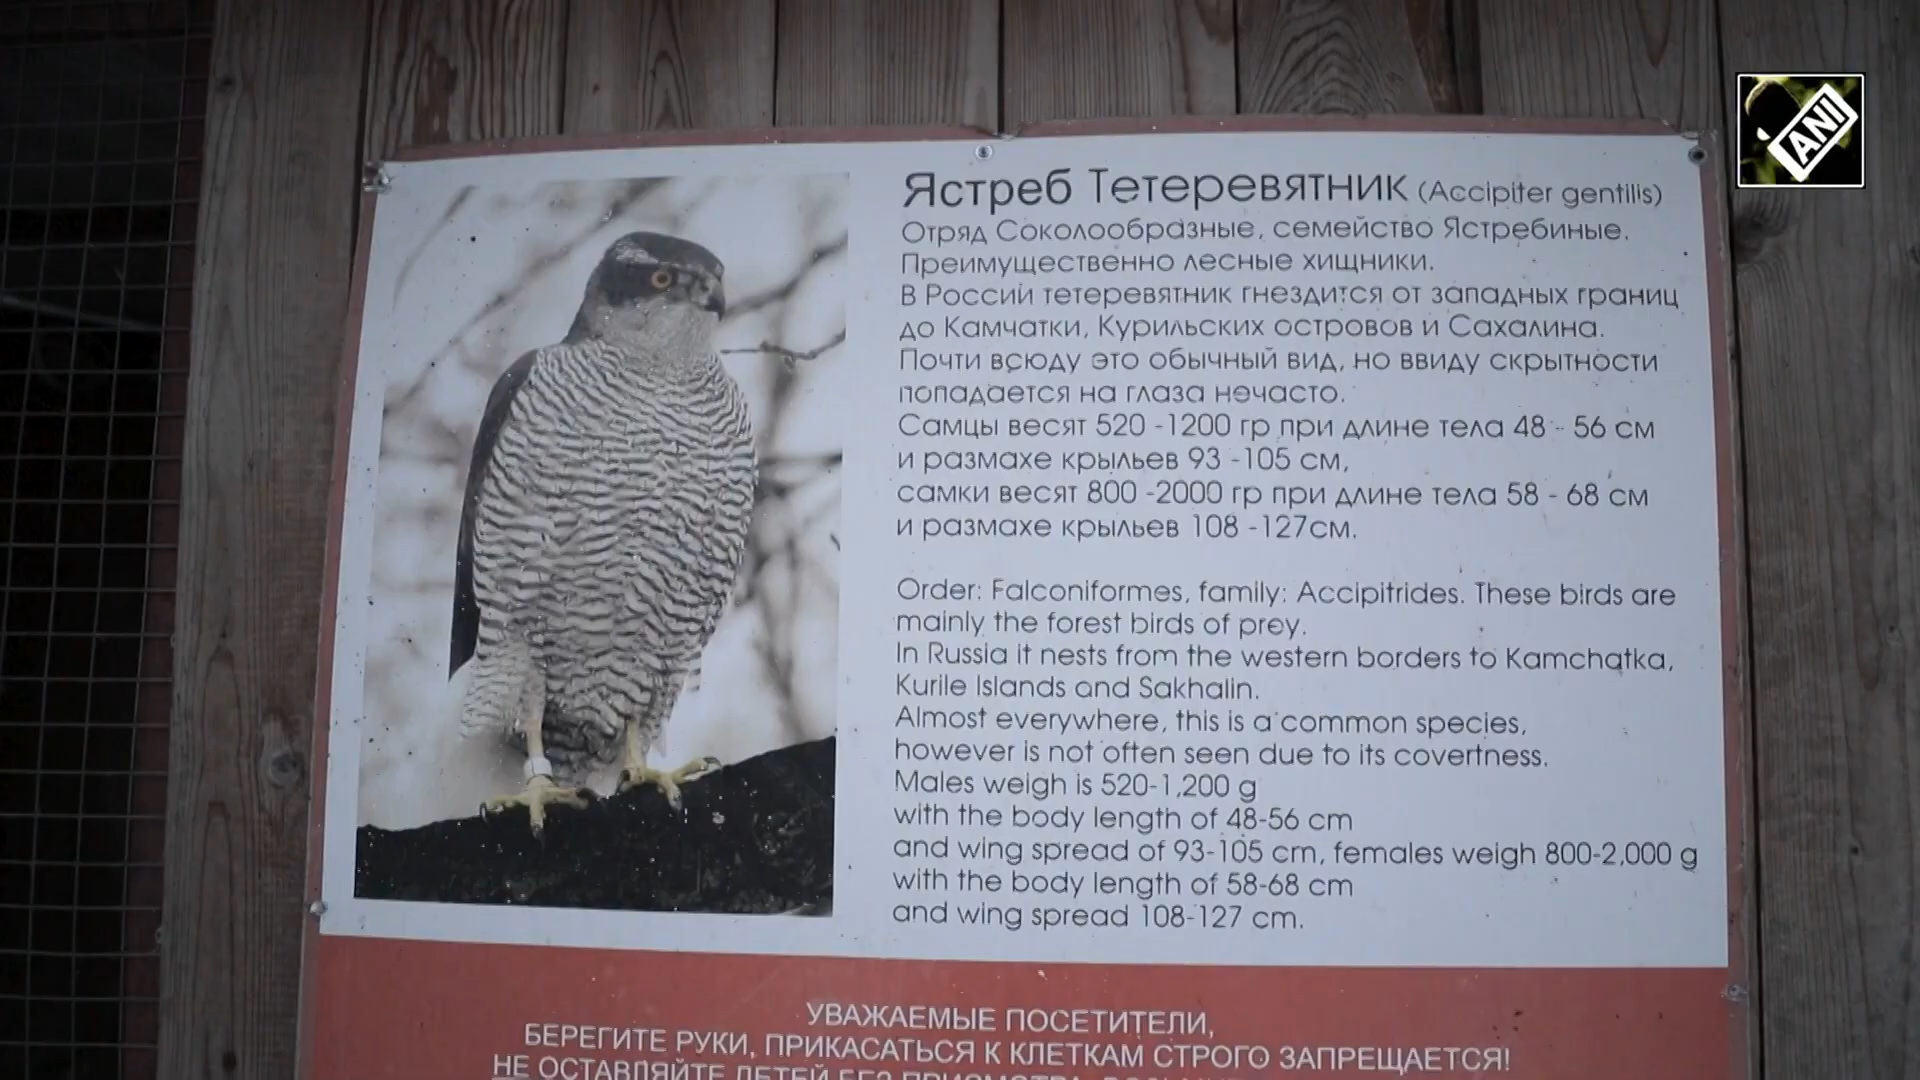 ANI
Ястреб Тетеревятник (Accipiter gentilis)
Отряд Соколообразные, семейство Ястребиные.
Преимущественно лесные хищники.
В России тетеревятник гнездится от западных границ
до Камчатки, Курильских островов и Сахалина.
Почти всюду это обычный вид, но ввиду скрытности
попадается на глаза нечасто.
Самцы весят 520 -1200 гр при длине тела 48 - 56 см
и размахе крыльев 93 -105 см,
самки весят 800 -2000 гр при длине тела 58 - 68 см
и размахе крыльев 108 -127см.
Order: Falconiformes, family: Accipitrides. These birds are
mainly the forest birds of prey.
In Russia it nests from the western borders to Kamchatka,
Kurile Islands and Sakhalin.
Almost everywhere, this is a common species,
however is not often seen due to its covertness.
Males weigh is 520-1,200 g
with the body length of 48-56 cm
and wing spread of 93-105 cm, females weigh 800-2,000 g
with the body length of 58-68 cm
and wing spread 108-127 cm.
УВАЖАЕМЫЕ ПОСЕТИТЕЛИ,
БЕРЕГИТЕ РУКИ, ПРИКАСАТЬСЯ К КЛЕТКАМ СТРОГО ЗАПРЕЩАЕТСЯ!
НЕ ОСТАВЛЯЙТЕ ДЕТЕЙ БЕЗ ПРИСМОТРА,